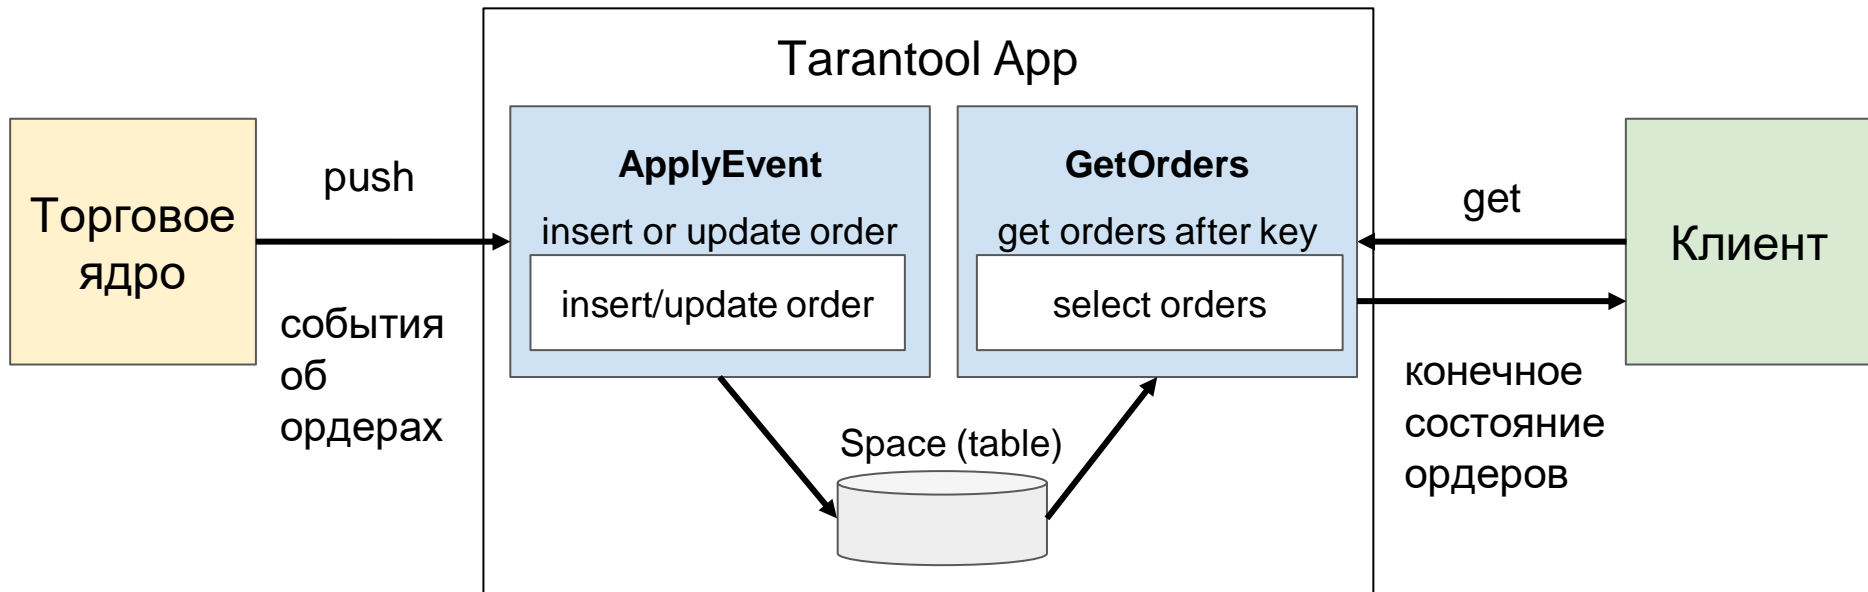 Tarantool App
Торговое
ядро
push
события
об
ордерах
ApplyEvent
insert or update order
insert/update order
GetOrders
get orders after key
select orders
Space (table)
get
конечное
состояние
ордеров
Клиент